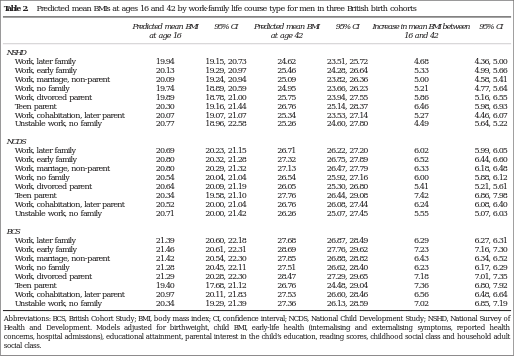 Table 2. Predicted mean BMIs at ages 16 and 42 by work-family life course type for men in three British birth cohorts
Predicted mean BMI at age 16 95% CI Predicted mean BMI at age 42 95% CI Increase in mean BMI between 16 and 42 95% CI
NSHD
Work, later family 19.94 19.15, 20.73 24.62 23.51, 25.72 4.68 4.36, 5.00
Work, early family 20.13 19.29, 20.97 25.46 24.28, 26.64 5.33 4.99, 5.66
Work, marriage, non-parent 20.09 19.24, 20.94 25.09 23.82, 26.36 5.00 4.58, 5.41
Work, no family 19.74 18.89, 20.59 24.95 23.66, 26.23 5.21 4.77, 5.64
Work, divorced parent 19.89 18.78, 21.00 25.75 23.94, 27.55 5.86 5.16, 6.55
Teen parent 20.30 19.16, 21.44 26.76 25.14, 28.37 6.46 5.98, 6.93
Work, cohabitation, later parent 20.07 19.07, 21.07 25.34 23.53, 27.14 5.27 4.46, 6.07
Unstable work, no family 20.77 18.96, 22.58 25.26 24.60, 27.80 4.49 5.64, 5.22
NCDS
Work, later family 20.69 20.23, 21.15 26.71 26.22, 27.20 6.02 5.99, 6.05
Work, early family 20.80 20.32, 21.28 27.32 26.75, 27.89 6.52 6.44, 6.60
Work, marriage, non-parent 20.80 20.29, 21.32 27.13 26.47, 27.79 6.33 6.18, 6.48
Work, no family 20.54 20.04, 21.04 26.54 25.92, 27.16 6.00 5.88, 6.12
Work, divorced parent 20.64 20.09, 21.19 26.05 25.30, 26.80 5.41 5.21, 5.61
Teen parent 20.34 19.58, 21.10 27.76 26.44, 29.08 7.42 6.86, 7.98
Work, cohabitation, later parent 20.52 20.00, 21.04 26.76 26.08, 27.44 6.24 6.08, 6.40
Unstable work, no family 20.71 20.00, 21.42 26.26 25.07, 27.45 5.55 5.07, 6.03
BCS
Work, later family 21.39 20.60, 22.18 27.68 26.87, 28.49 6.29 6.27, 6.31
Work, early family 21.46 20.61, 22.31 28.69 27.76, 29.62 7.23 7.16, 7.30
Work, marriage, non-parent 21.42 20.54, 22.30 27.85 26.88, 28.82 6.43 6.34, 6.52
Work, no family 21.28 20.45, 22.11 27.51 26.62, 28.40 6.23 6.17, 6.29
Work, divorced parent 21.29 20.28, 22.30 28.47 27.29, 29.65 7.18 7.01, 7.35
Teen parent 19.40 17.68, 21.12 26.76 24.48, 29.04 7.36 6.80, 7.92
Work, cohabitation, later parent 20.97 20.11, 21.83 27.53 26.60, 28.46 6.56 6.48, 6.64
Unstable work, no family 20.34 19.29, 21.39 27.36 26.13, 28.59 7.02 6.85, 7.19
Abbreviations: BCS, British Cohort Study; BMI, body mass index; CI, confidence interval; NCDS, National Child Development Study; NSHD, National Survey of
Health and Development. Models adjusted for birthweight, child BMI, early-life health (internalising and externalising symptoms, reported health
concerns, hospital admissions), educational attainment, parental interest in the child's education, reading scores, childhood social class and household adult
social class.